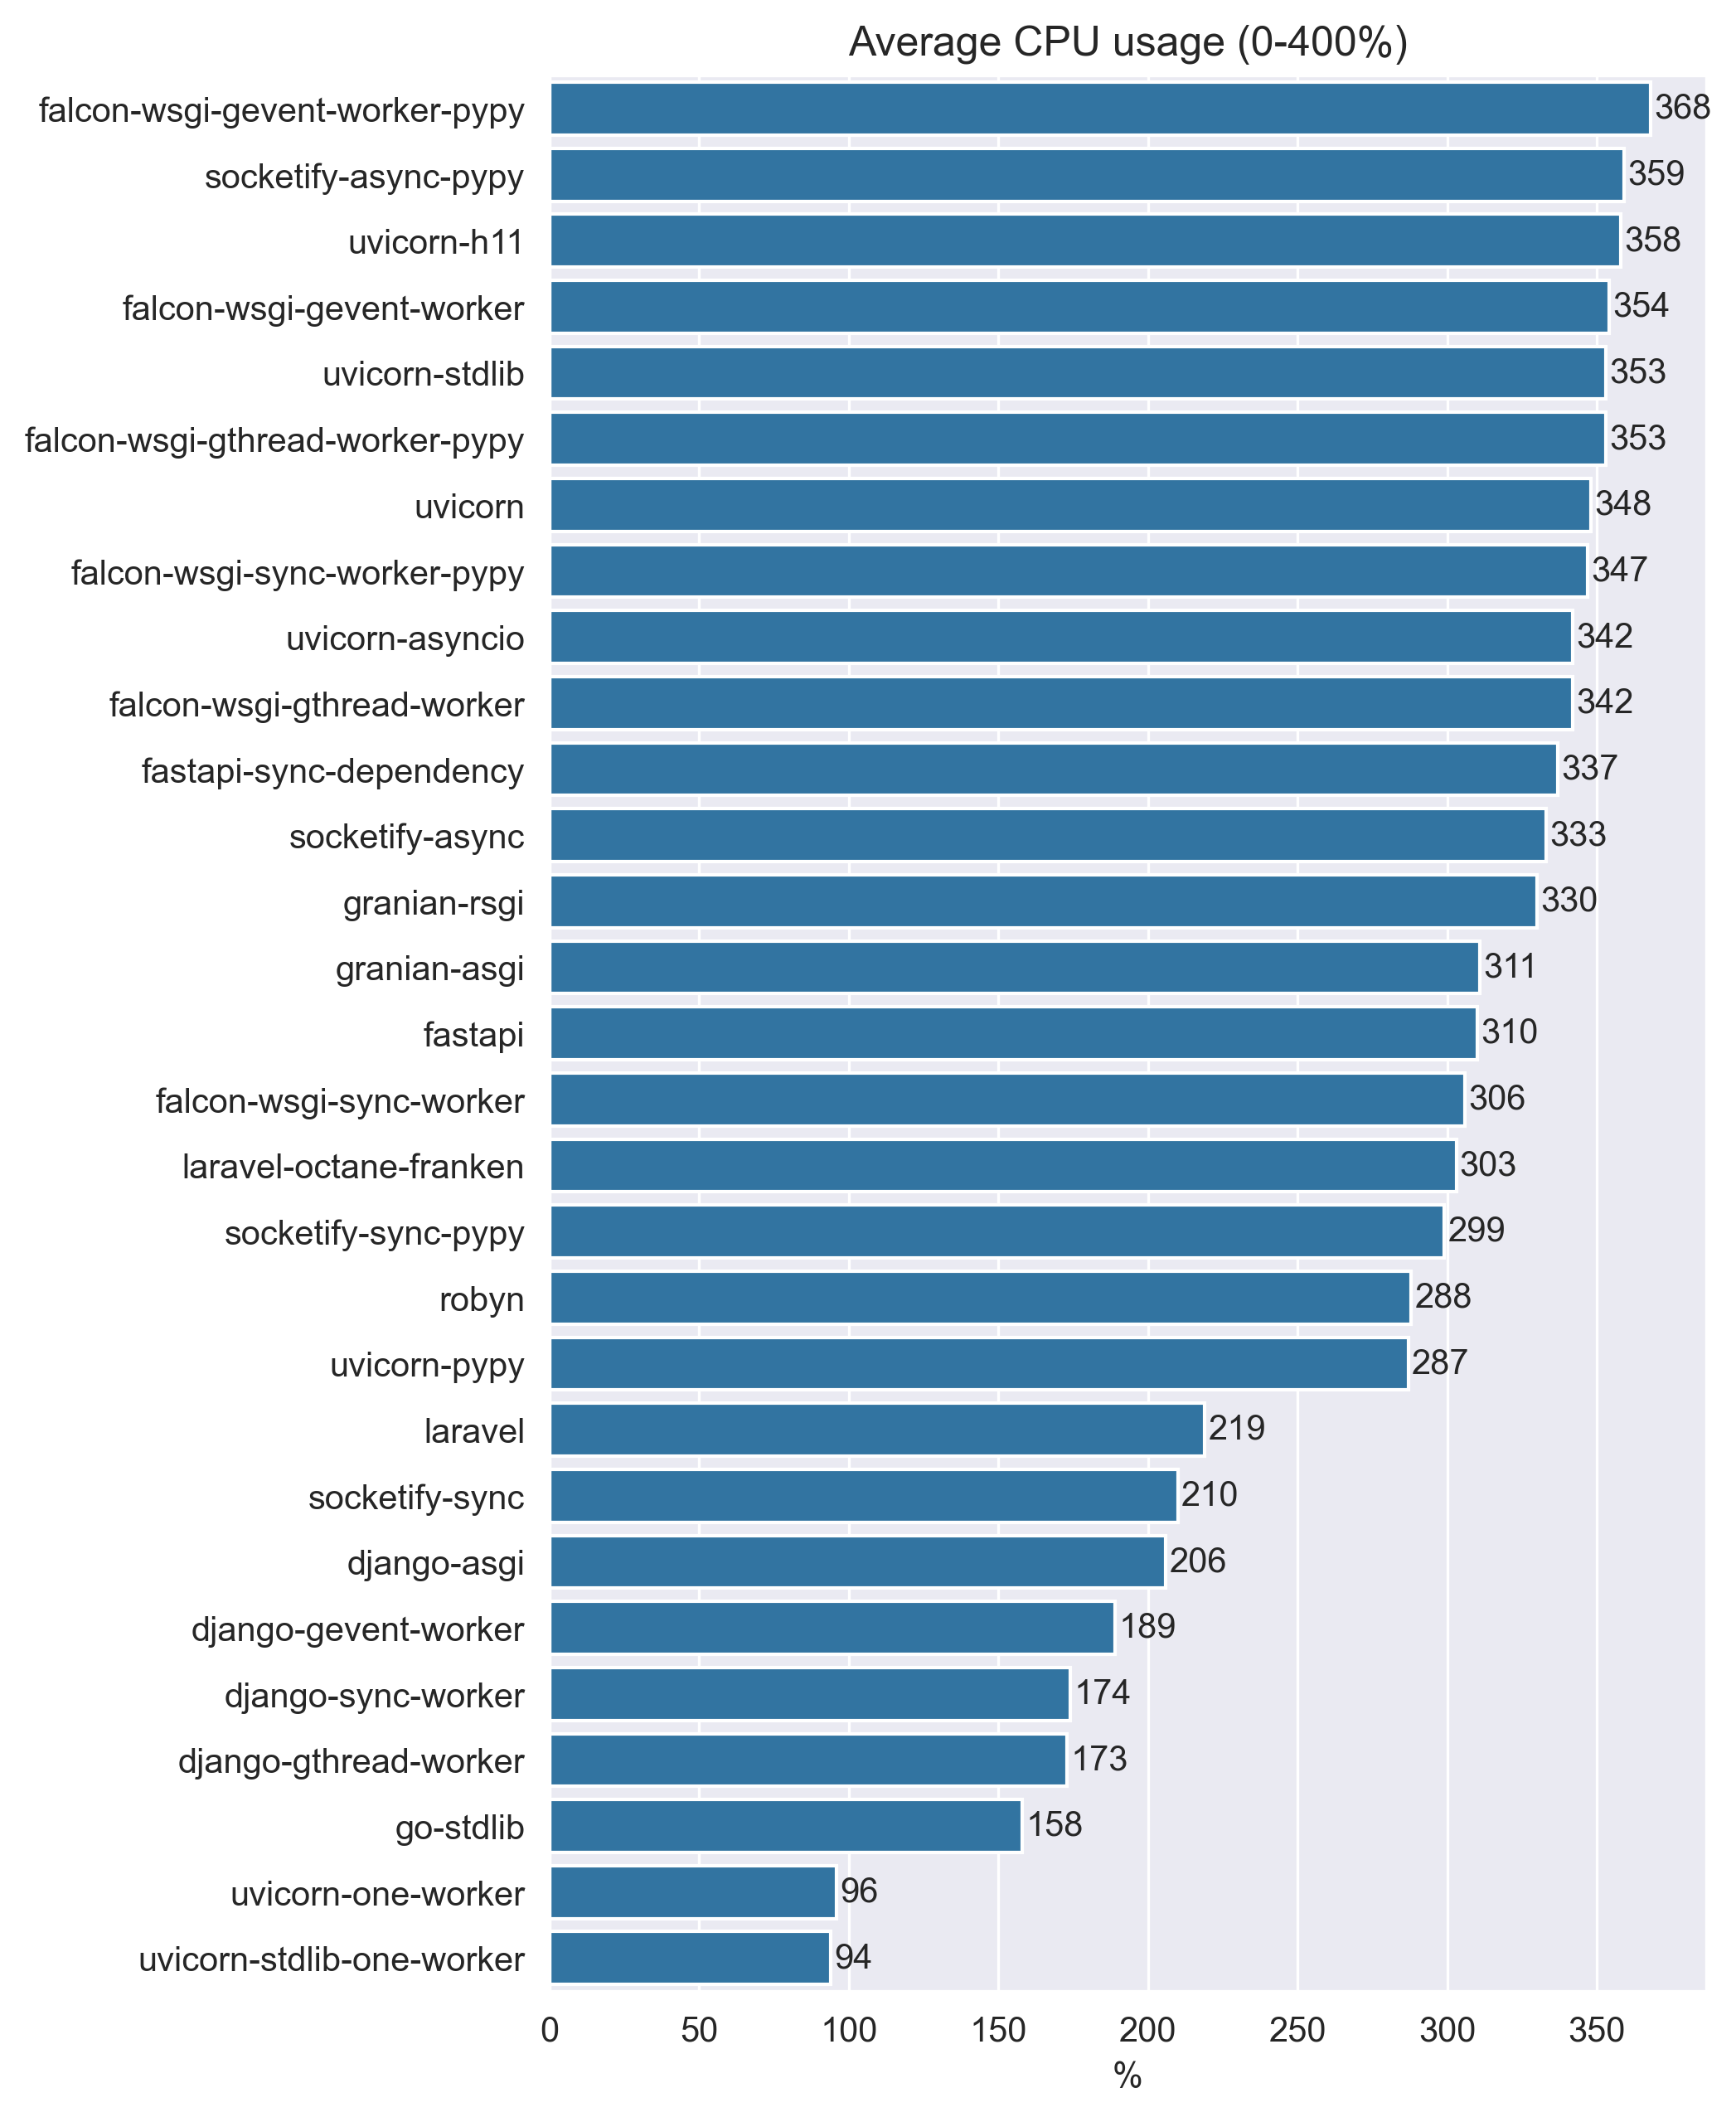 Average CPU usage (0-400%)
falcon-wsgi-gevent-worker-pypy 368
socketify-async-pypy 359
uvicorn-h11 358
falcon-wsgi-gevent-worker 354
uvicorn-stdlib 353
falcon-wsgi-gthread-worker-pypy 353
uvicorn 348
falcon-wsgi-sync-worker-pypy 347
uvicorn-asyncio 342
falcon-wsgi-gthread-worker 342
fastapi-sync-dependency 337
socketify-async 333
granian-rsgi 330
granian-asgi 311
fastapi 310
falcon-wsgi-sync-worker 306
laravel-octane-franken 303
socketify-sync-pypy 299
robyn 288
uvicorn-pypy 287
laravel 219
socketify-sync 210
django-asgi 206
django-gevent-worker 189
django-sync-worker 174
django-gthread-worker 173
go-stdlib 158
uvicorn-one-worker 96
uvicorn-stdlib-one-worker 94
0 50 100 150 200 250 300 350
%